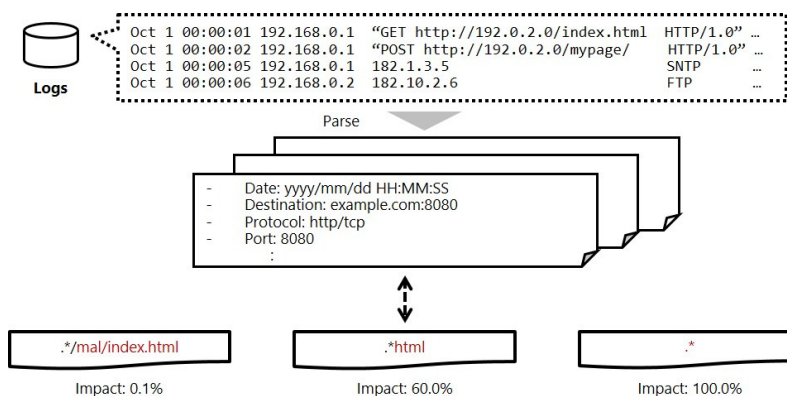 Oct 1 00:00:01 192.168.0.1 “GET http://192.0.2.0/index.html HTTP/1.0” …
Oct 1 00:00:02 192.168.0.1 “POST http://192.0.2.0/mypage/ HTTP/1.0” …
Oct 1 00:00:05 192.168.0.1 182.1.3.5 SNTP …
Oct 1 00:00:06 192.168.0.2 182.10.2.6 FTP …
Logs
Parse
- Date: yyyy/mm/dd HH:MM:SS
- Destination: example.com:8080
- Protocol: http/tcp
- Port: 8080
:
.*/mal/index.html
.*html
.*
Impact: 0.1%
Impact: 60.0%
Impact: 100.0%